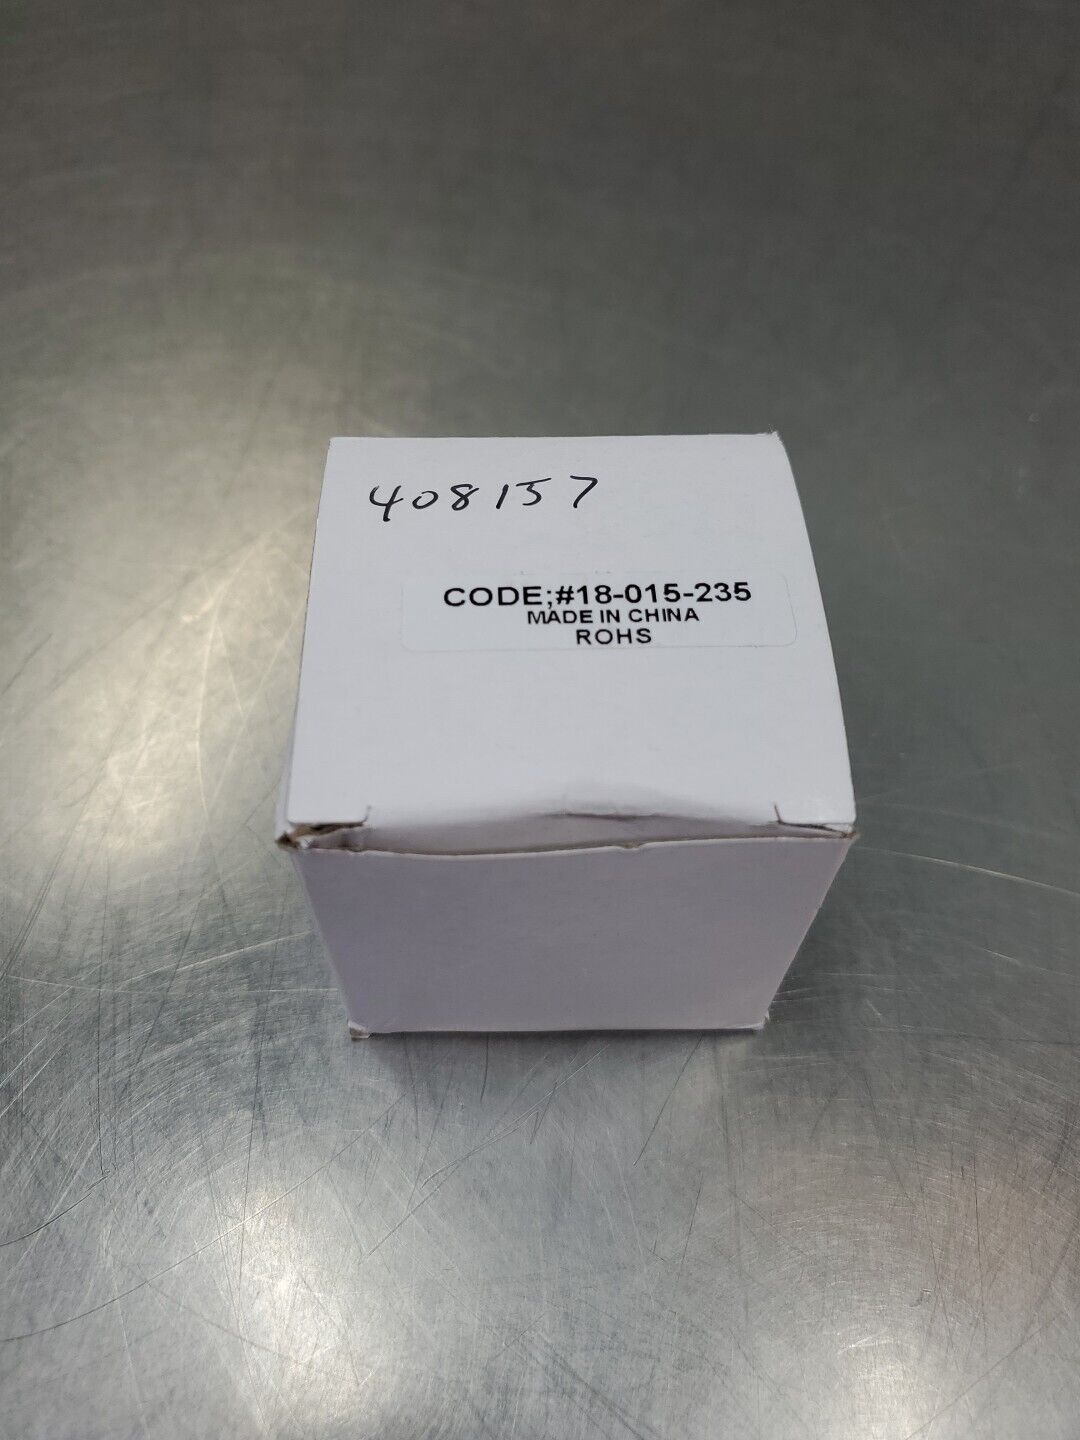 408157
CODE;#18-015-235
MADE IN CHINA
ROHS